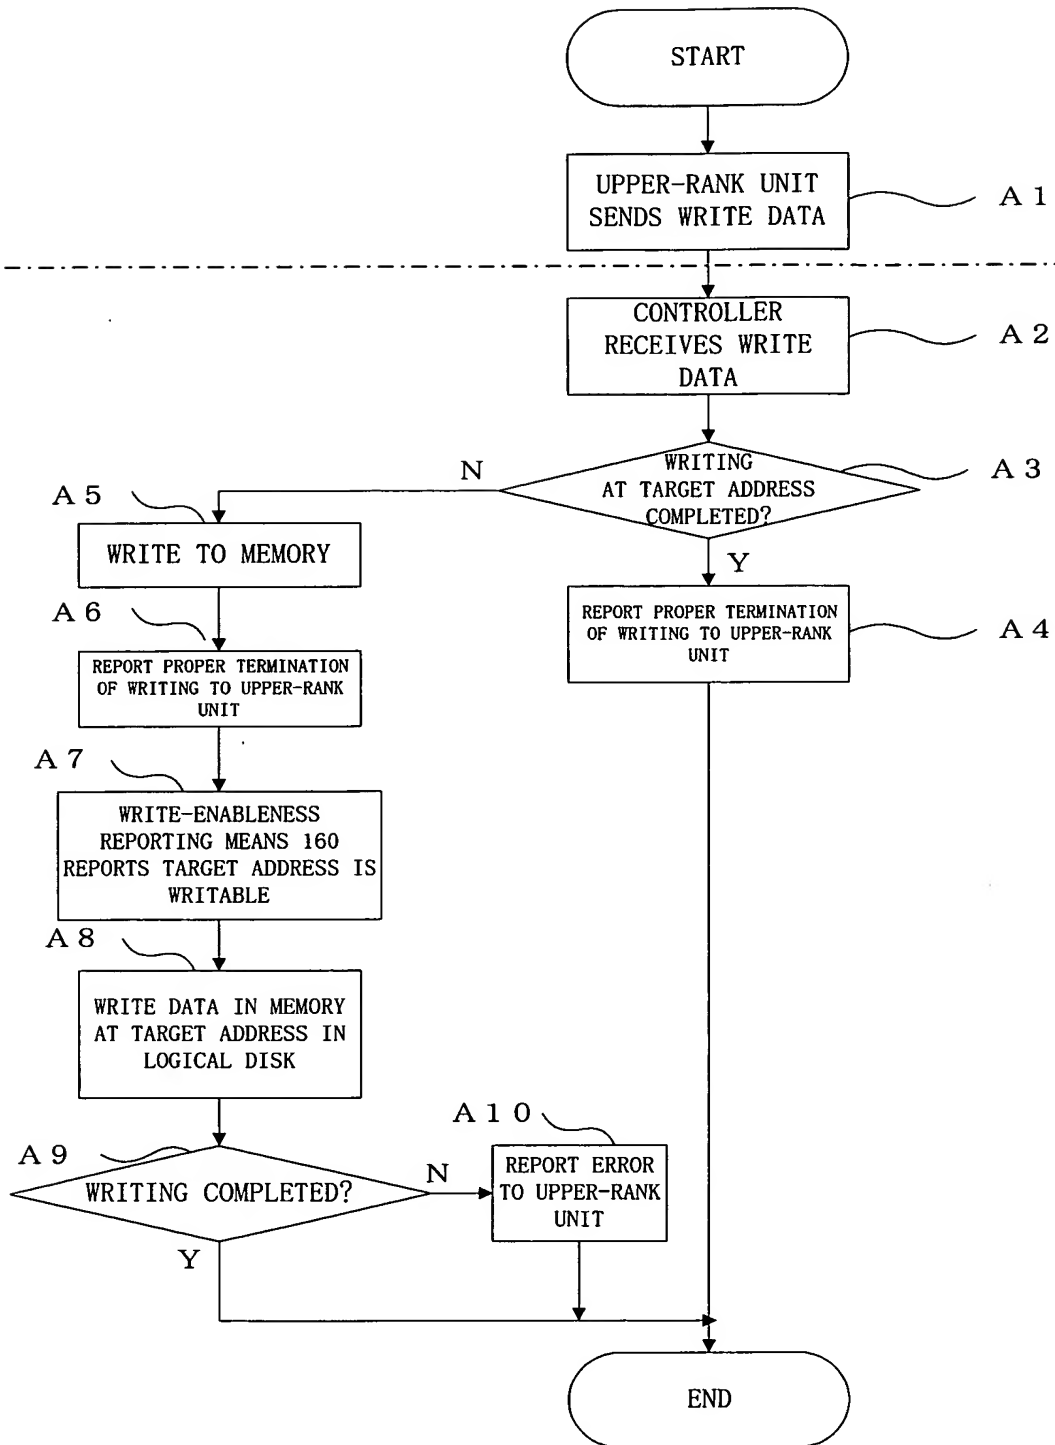 START
UPPER-RANK UNIT
SENDS WRITE DATA
A 1
CONTROLLER
RECEIVES WRITE
DATA
A 2
WRITING
AT TARGET ADDRESS
COMPLETED?
A 3
N
Y
A 5
WRITE TO MEMORY
REPORT PROPER TERMINATION
OF WRITING TO UPPER-RANK
UNIT
A 4
A 6
REPORT PROPER TERMINATION
OF WRITING TO UPPER-RANK
UNIT
A 7
WRITE-ENABLENESS
REPORTING MEANS 160
REPORTS TARGET ADDRESS IS
WRITABLE
A 8
WRITE DATA IN MEMORY
AT TARGET ADDRESS IN
LOGICAL DISK
A 9
WRITING COMPLETED?
N
Y
A 1 0
REPORT ERROR
TO UPPER-RANK
UNIT
END